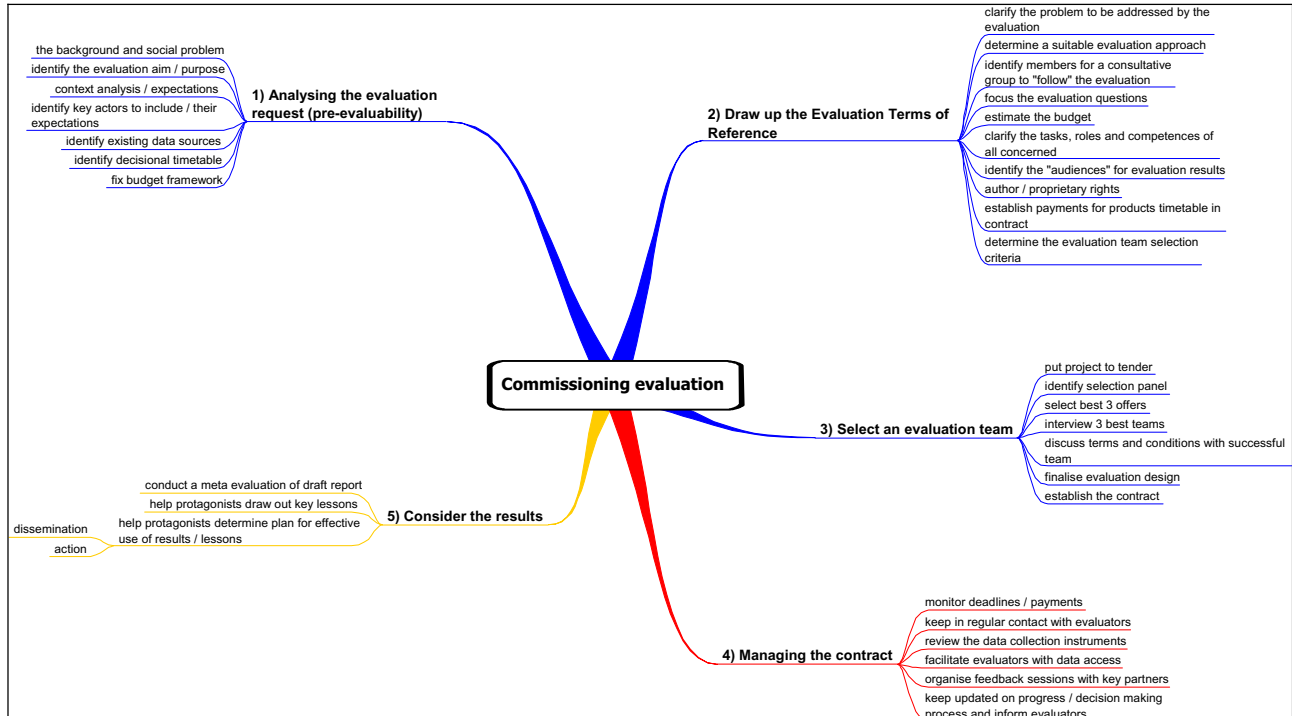 Commissioning evaluation
1) Analysing the evaluation
request (pre-evaluability)
the background and social problem
identify the evaluation aim / purpose
context analysis / expectations
identify key actors to include / their
expectations
identify existing data sources
identify decisional timetable
fix budget framework
2) Draw up the Evaluation Terms of
Reference
clarify the problem to be addressed by the
evaluation
determine a suitable evaluation approach
identify members for a consultative
group to "follow" the evaluation
focus the evaluation questions
estimate the budget
clarify the tasks, roles and competences of
all concerned
identify the "audiences" for evaluation results
author / proprietary rights
establish payments for products timetable in
contract
determine the evaluation team selection
criteria
3) Select an evaluation team
put project to tender
identify selection panel
select best 3 offers
interview 3 best teams
discuss terms and conditions with successful
team
finalise evaluation design
establish the contract
4) Managing the contract
monitor deadlines / payments
keep in regular contact with evaluators
review the data collection instruments
facilitate evaluators with data access
organise feedback sessions with key partners
keep updated on progress / decision making
process and inform evaluators
5) Consider the results
conduct a meta evaluation of draft report
help protagonists draw out key lessons
help protagonists determine plan for effective
use of results / lessons
dissemination
action